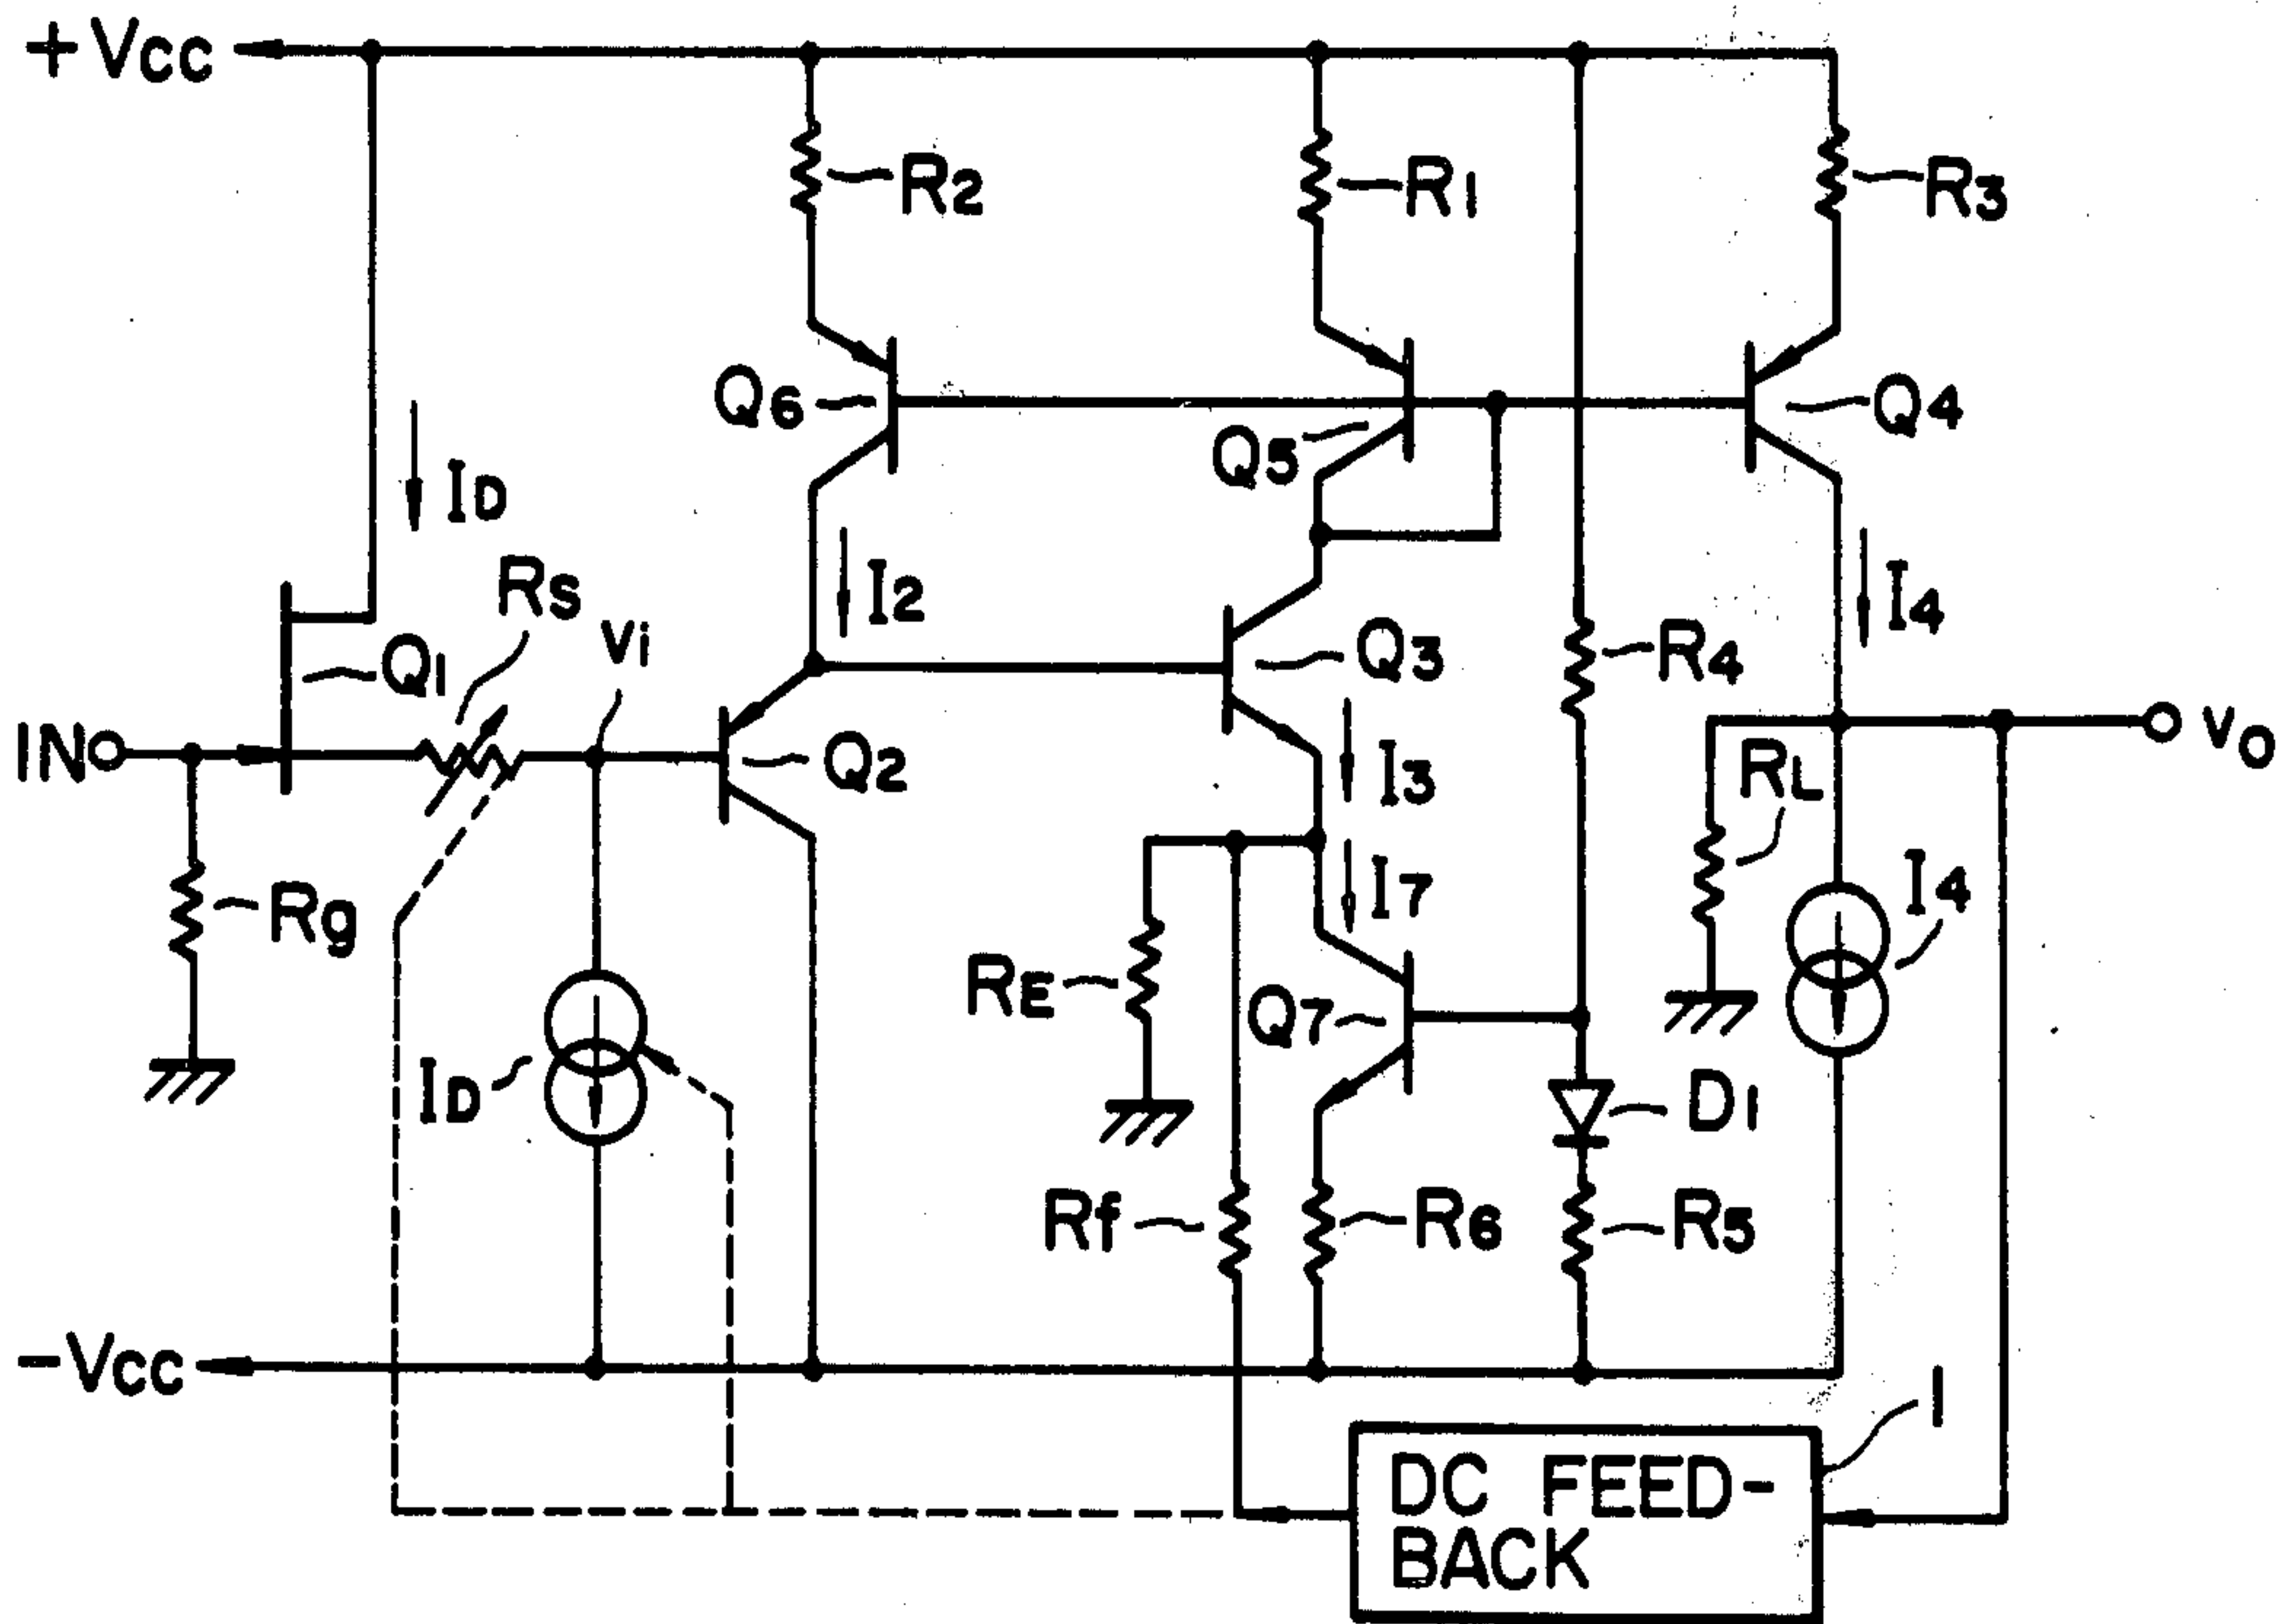 +Vcc
R2
R1
R3
Q6
Q5
Q4
ID
Rs
vi
I2
Q3
R4
I4
Q1
IN
Q2
I3
RL
vo
Rg
I7
I4
RE
Q7
ID
D1
Rf
R6
R5
-Vcc
1
DC FEED-
BACK